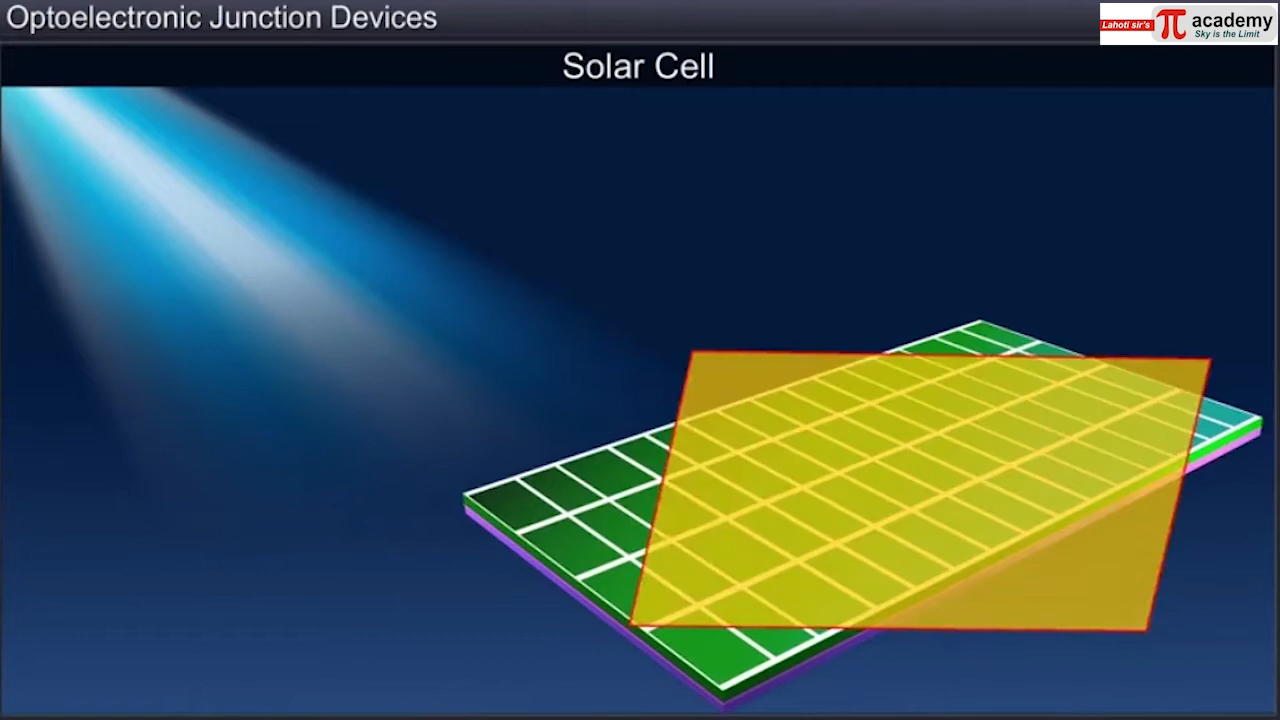 Optoelectronic Junction Devices
Lahoti sir's π academy
Sky is the Limit
Solar Cell